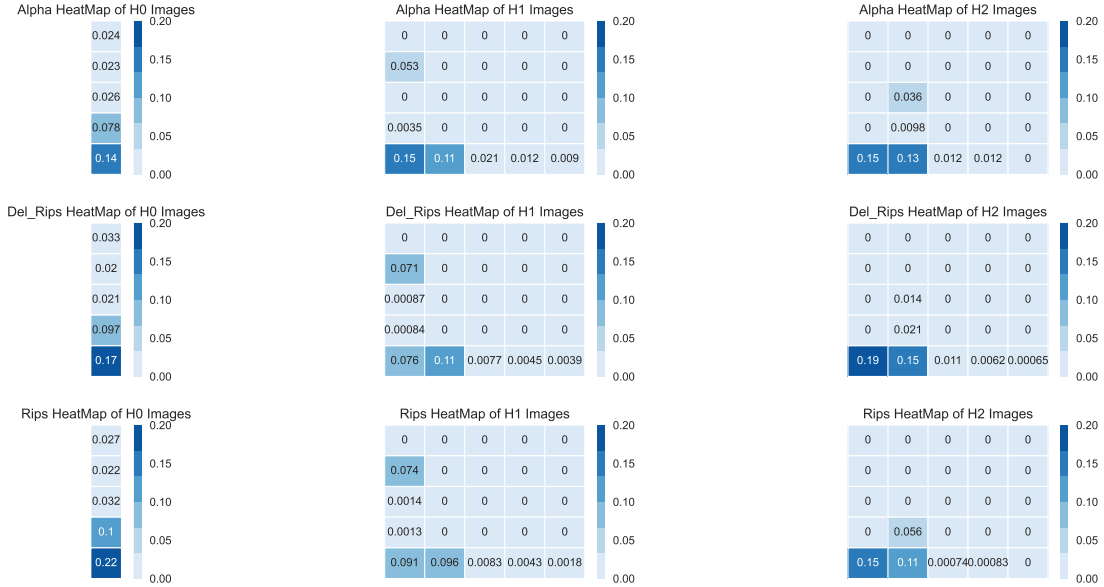 Alpha HeatMap of H0 Images
0.024
0.023
0.026
0.078
0.14
0.20
0.15
0.10
0.05
0.00
Alpha HeatMap of H1 Images
0 0 0 0 0
0.053 0 0 0 0
0 0 0 0 0
0.0035 0 0 0 0
0.15 0.11 0.021 0.012 0.009
0.20
0.15
0.10
0.05
0.00
Alpha HeatMap of H2 Images
0 0 0 0 0
0 0 0 0 0
0 0.036 0 0 0
0 0.0098 0 0 0
0.15 0.13 0.012 0.012 0
0.20
0.15
0.10
0.05
0.00
Del_Rips HeatMap of H0 Images
0.033
0.02
0.021
0.097
0.17
0.20
0.15
0.10
0.05
0.00
Del_Rips HeatMap of H1 Images
0 0 0 0 0
0.071 0 0 0 0
0.00087 0 0 0 0
0.00084 0 0 0 0
0.076 0.11 0.0077 0.0045 0.0039
0.20
0.15
0.10
0.05
0.00
Del_Rips HeatMap of H2 Images
0 0 0 0 0
0 0 0 0 0
0 0.014 0 0 0
0 0.021 0 0 0
0.19 0.15 0.011 0.0062 0.00065
0.20
0.15
0.10
0.05
0.00
Rips HeatMap of H0 Images
0.027
0.022
0.032
0.1
0.22
0.20
0.15
0.10
0.05
0.00
Rips HeatMap of H1 Images
0 0 0 0 0
0.074 0 0 0 0
0.0014 0 0 0 0
0.0013 0 0 0 0
0.091 0.096 0.0083 0.0043 0.0018
0.20
0.15
0.10
0.05
0.00
Rips HeatMap of H2 Images
0 0 0 0 0
0 0 0 0 0
0 0 0 0 0
0 0.056 0 0 0
0.15 0.11 0.00074 0.00083 0
0.20
0.15
0.10
0.05
0.00